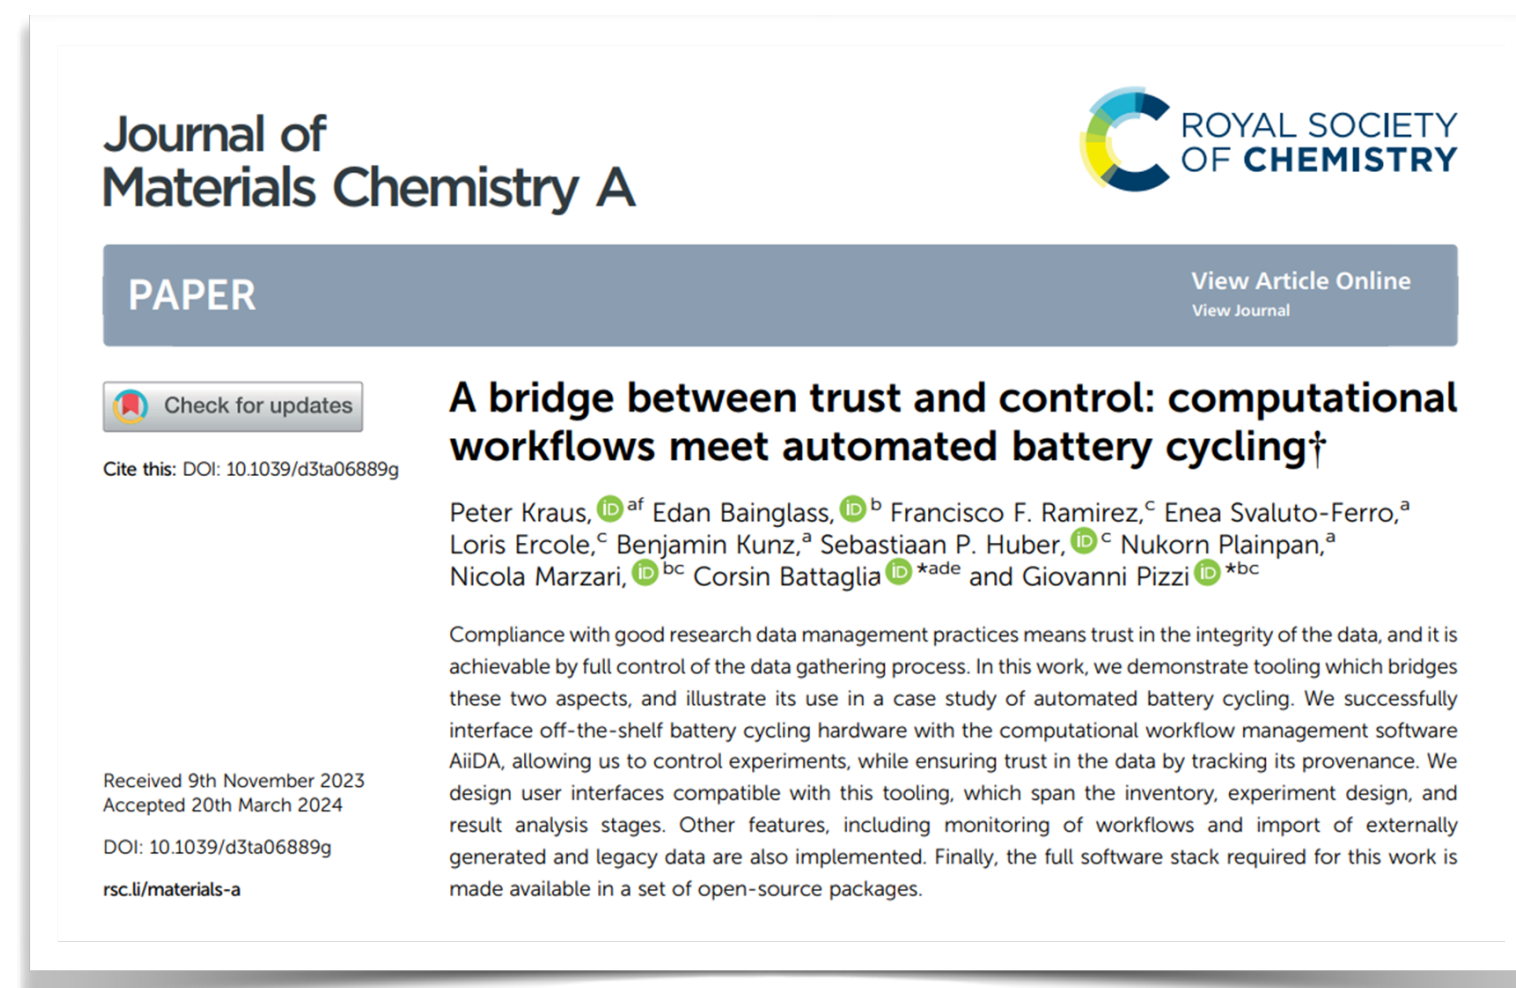 Journal of
Materials Chemistry A
ROYAL SOCIETY
OF CHEMISTRY
PAPER
View Article Online
View Journal
Check for updates
Cite this: DOI: 10.1039/d3ta06889g
A bridge between trust and control: computational
workflows meet automated battery cycling†
Peter Kraus, iD af Edan Bainglass, iD b Francisco F. Ramirez,c Enea Svaluto-Ferro,a
Loris Ercole,c Benjamin Kunz,a Sebastiaan P. Huber, iD c Nukorn Plainpan,a
Nicola Marzari, iD bc Corsin Battaglia iD *ade and Giovanni Pizzi iD *bc
Compliance with good research data management practices means trust in the integrity of the data, and it is
achievable by full control of the data gathering process. In this work, we demonstrate tooling which bridges
these two aspects, and illustrate its use in a case study of automated battery cycling. We successfully
interface off-the-shelf battery cycling hardware with the computational workflow management software
AiiDA, allowing us to control experiments, while ensuring trust in the data by tracking its provenance. We
design user interfaces compatible with this tooling, which span the inventory, experiment design, and
result analysis stages. Other features, including monitoring of workflows and import of externally
generated and legacy data are also implemented. Finally, the full software stack required for this work is
made available in a set of open-source packages.
Received 9th November 2023
Accepted 20th March 2024
DOI: 10.1039/d3ta06889g
rsc.li/materials-a